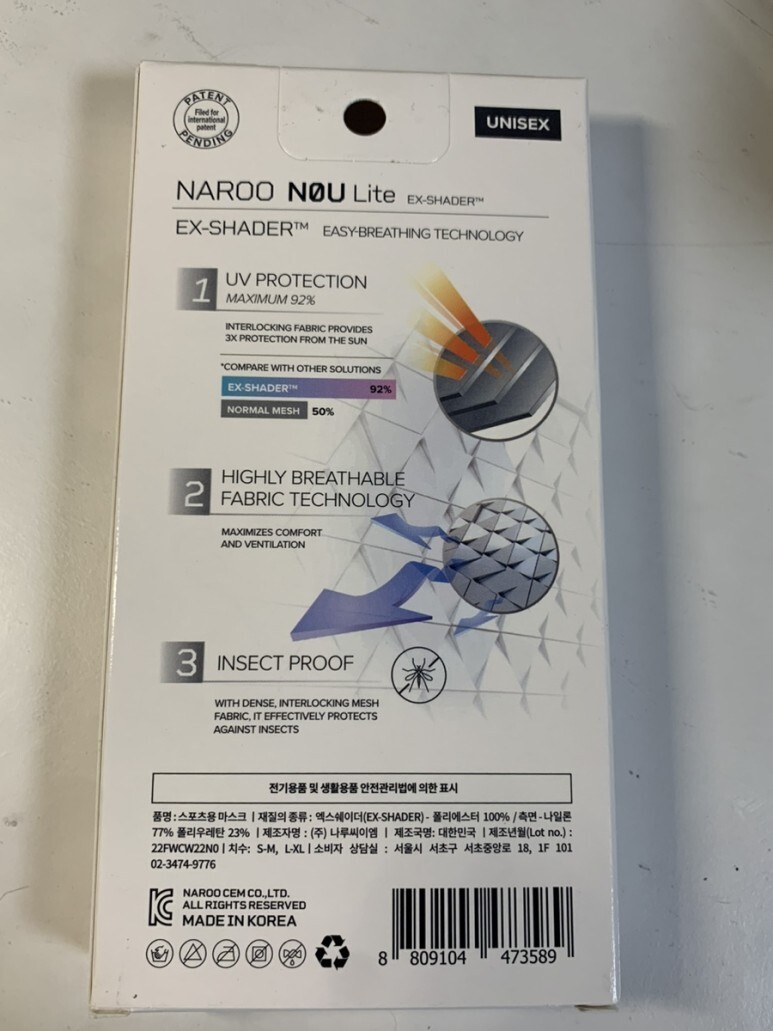 PATENT
Filed for
international
patent
PENDING
UNISEX
NAROO NØU Lite EX-SHADER™
EX-SHADER™ EASY-BREATHING TECHNOLOGY
1 UV PROTECTION
MAXIMUM 92%
INTERLOCKING FABRIC PROVIDES
3X PROTECTION FROM THE SUN
*COMPARE WITH OTHER SOLUTIONS
EX-SHADER™ 92%
NORMAL MESH 50%
2 HIGHLY BREATHABLE
FABRIC TECHNOLOGY
MAXIMIZES COMFORT
AND VENTILATION
3 INSECT PROOF
WITH DENSE, INTERLOCKING MESH
FABRIC, IT EFFECTIVELY PROTECTS
AGAINST INSECTS
전기용품 및 생활용품 안전관리법에 의한 표시
품명 : 스포츠용 마스크 | 재질의 종류 : 엑스쉐이더(EX-SHADER) - 폴리에스터 100% / 측면 - 나일론
77% 폴리우레탄 23% | 제조자명 : (주) 나루씨이엠 | 제조국명: 대한민국 | 제조년월(Lot no.) :
22FWCW22N0 | 치수: S-M, L-XL | 소비자 상담실 : 서울시 서초구 서초중앙로 18, 1F 101
02-3474-9776
NAROO CEM CO.,LTD.
ALL RIGHTS RESERVED
MADE IN KOREA
8 809104 473589